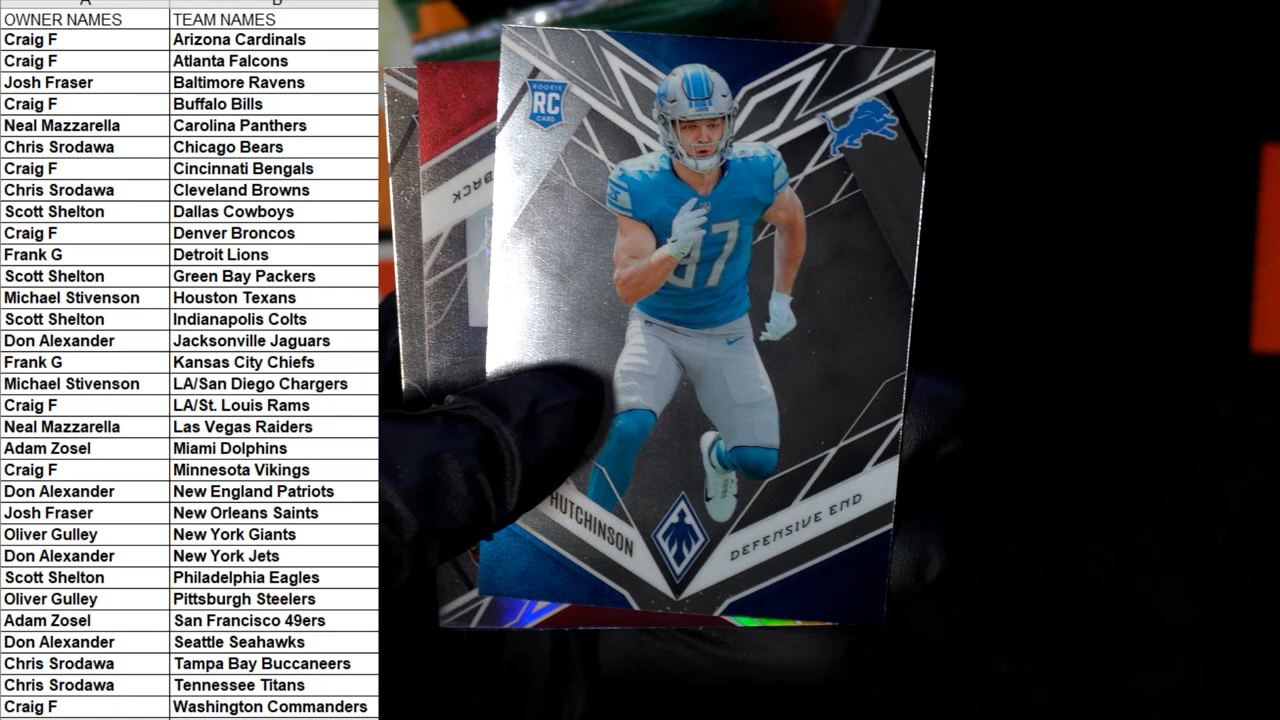 A B
OWNER NAMES TEAM NAMES
Craig F Arizona Cardinals
Craig F Atlanta Falcons
Josh Fraser Baltimore Ravens
Craig F Buffalo Bills
Neal Mazzarella Carolina Panthers
Chris Srodawa Chicago Bears
Craig F Cincinnati Bengals
Chris Srodawa Cleveland Browns
Scott Shelton Dallas Cowboys
Craig F Denver Broncos
Frank G Detroit Lions
Scott Shelton Green Bay Packers
Michael Stivenson Houston Texans
Scott Shelton Indianapolis Colts
Don Alexander Jacksonville Jaguars
Frank G Kansas City Chiefs
Michael Stivenson LA/San Diego Chargers
Craig F LA/St. Louis Rams
Neal Mazzarella Las Vegas Raiders
Adam Zosel Miami Dolphins
Craig F Minnesota Vikings
Don Alexander New England Patriots
Josh Fraser New Orleans Saints
Oliver Gulley New York Giants
Don Alexander New York Jets
Scott Shelton Philadelphia Eagles
Oliver Gulley Pittsburgh Steelers
Adam Zosel San Francisco 49ers
Don Alexander Seattle Seahawks
Chris Srodawa Tampa Bay Buccaneers
Chris Srodawa Tennessee Titans
Craig F Washington Commanders
ROOKIE
RC
CARD
97
HUTCHINSON
DEFENSIVE END
BACK